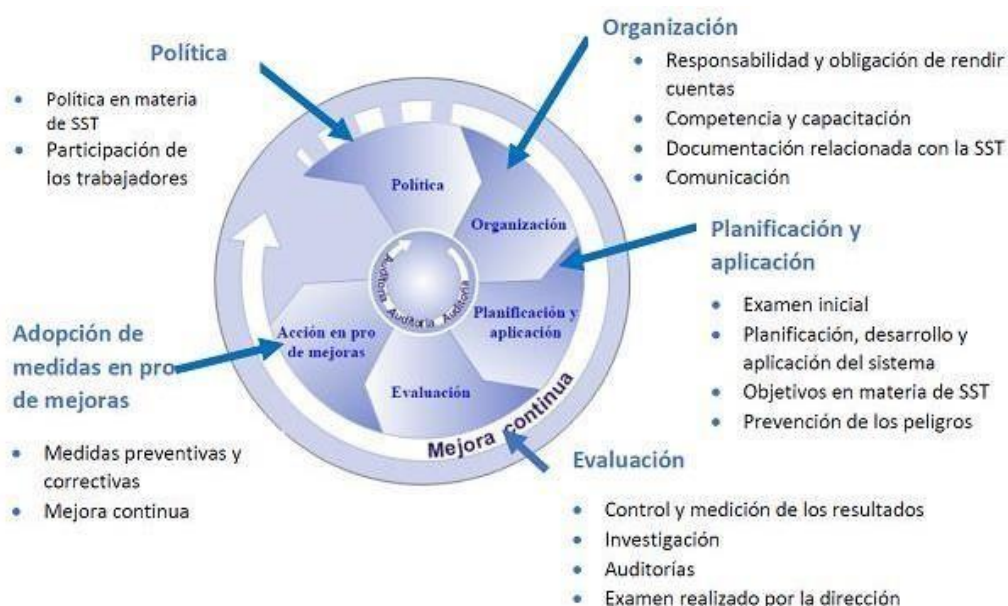 Política
Política en materia
de SST
Participación de
los trabajadores
Organización
Responsabilidad y obligación de rendir
cuentas
Competencia y capacitación
Documentación relacionada con la SST
Comunicación
Planificación y
aplicación
Examen inicial
Planificación, desarrollo y
aplicación del sistema
Objetivos en materia de SST
Prevención de los peligros
Evaluación
Control y medición de los resultados
Investigación
Auditorías
Examen realizado por la dirección
Adopción de
medidas en pro
de mejoras
Medidas preventivas y
correctivas
Mejora continua
Política
Organización
Planificación y
aplicación
Evaluación
Acción en pro
de mejoras
Auditoria Auditoria Auditoria
Mejora continua